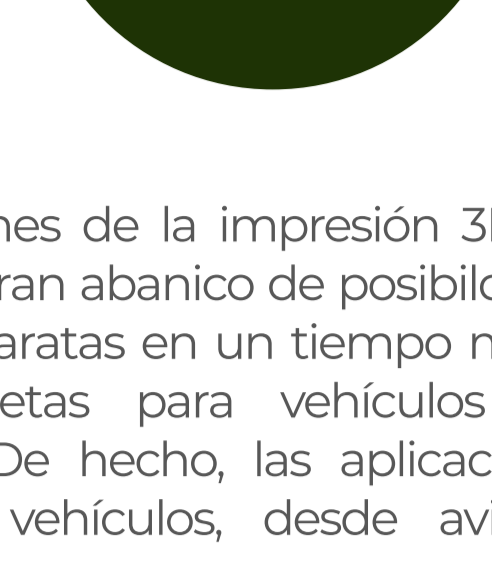 nes de la impresión 3
ran abanico de posibil
aratas en un tiempo
etas para vehículos
De hecho, las aplicac
vehículos, desde avi